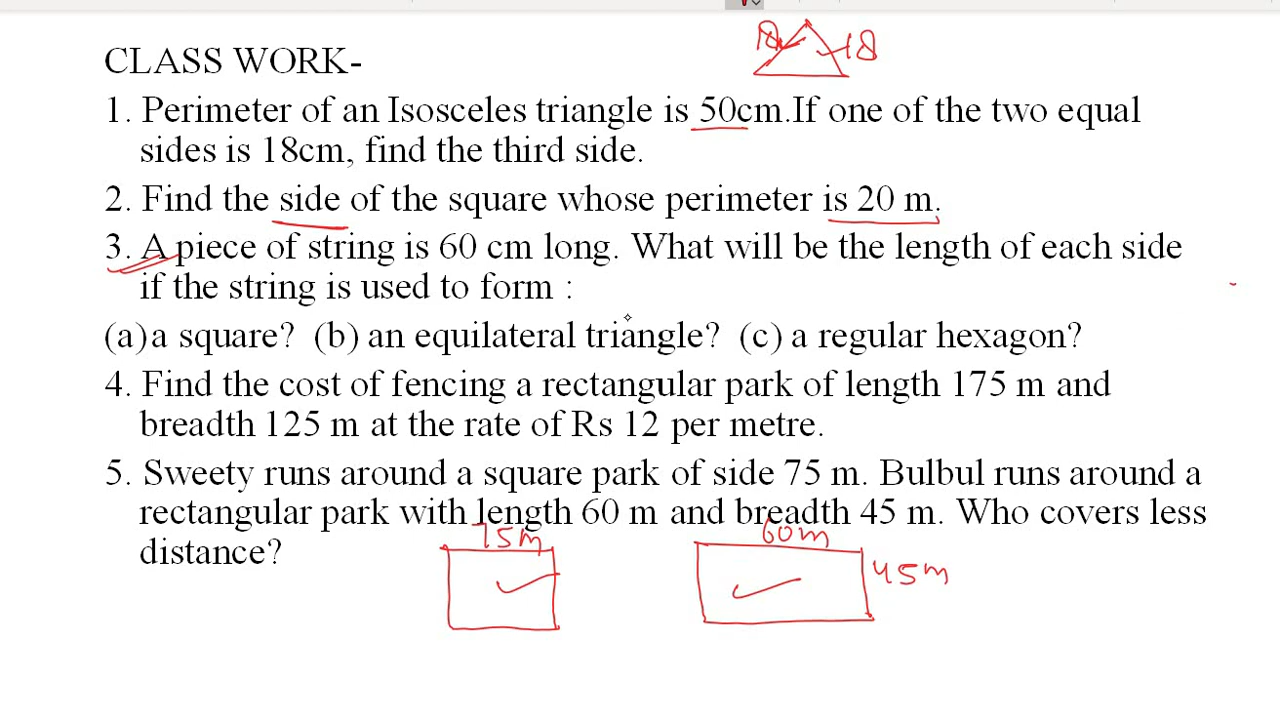 18 18
CLASS WORK-
1. Perimeter of an Isosceles triangle is 50cm.If one of the two equal
sides is 18cm, find the third side.
2. Find the side of the square whose perimeter is 20 m.
3. A piece of string is 60 cm long. What will be the length of each side
if the string is used to form :
(a)a square? (b) an equilateral triangle? (c) a regular hexagon?
4. Find the cost of fencing a rectangular park of length 175 m and
breadth 125 m at the rate of Rs 12 per metre.
5. Sweety runs around a square park of side 75 m. Bulbul runs around a
rectangular park with length 60 m and breadth 45 m. Who covers less
distance?
75m 60m
45m